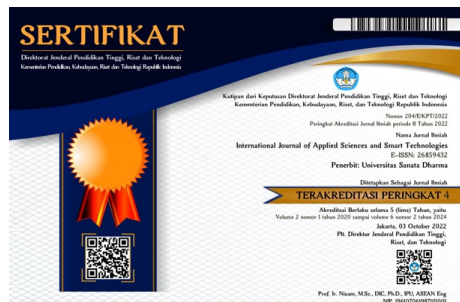 SERTIFIKAT
Direktorat Jenderal Pendidikan Tinggi, Riset dan Teknologi
Kementerian Pendidikan, Kebudayaan, Riset dan Teknologi Republik Indonesia
Kutipan dari Keputusan Direktorat Jenderal Pendidikan Tinggi, Riset dan Teknologi
Kementerian Pendidikan, Kebudayaan, Riset, dan Teknologi Republik Indonesia
Nomor 204/E/KPT/2022
Peringkat Akreditasi Jurnal Ilmiah periode II Tahun 2022
Nama Jurnal Ilmiah
International Journal of Applied Sciences and Smart Technologies
E-ISSN: 26859432
Penerbit: Universitas Sanata Dharma
Ditetapkan Sebagai Jurnal Ilmiah
TERAKREDITASI PERINGKAT 4
Akreditasi Berlaku selama 5 (lima) Tahun, yaitu
Volume 2 nomor 1 tahun 2020 sampai volume 6 nomor 2 tahun 2024
Jakarta, 03 October 2022
Plt. Direktur Jenderal Pendidikan Tinggi,
Riset, dan Teknologi
Prof. Ir. Nizam, M.Sc., DIC, Ph.D., IPU, ASEAN Eng